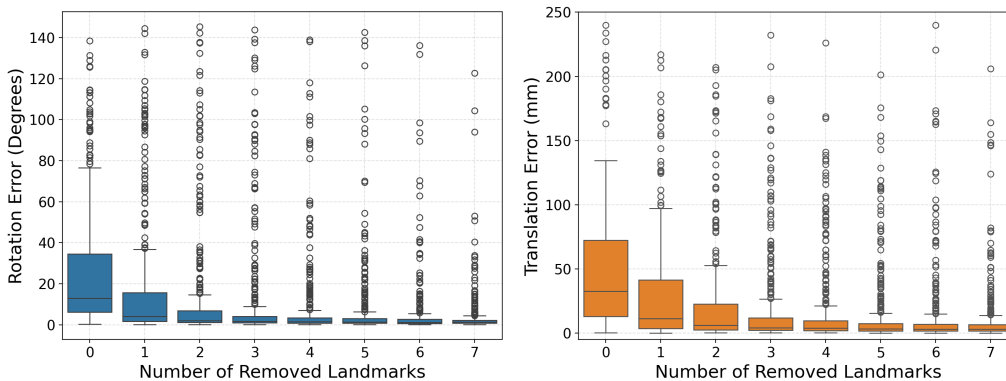 Rotation Error (Degrees)
140
120
100
80
60
40
20
0
0 1 2 3 4 5 6 7
Number of Removed Landmarks
Translation Error (mm)
250
200
150
100
50
0
0 1 2 3 4 5 6 7
Number of Removed Landmarks